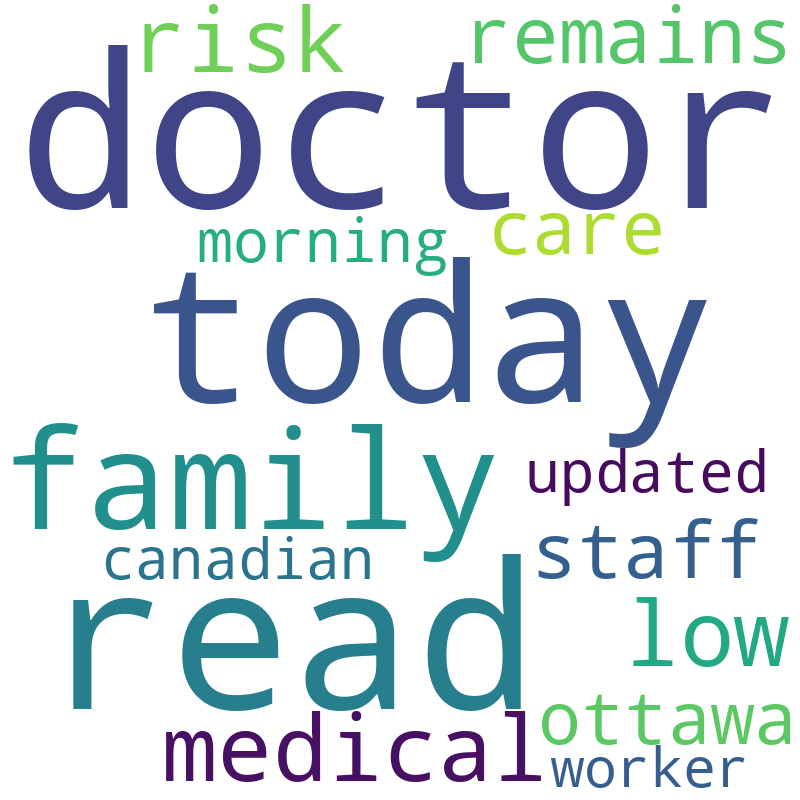 risk remains
doctor
morning care
today
family
updated
canadian staff
read
low
medical ottawa
worker